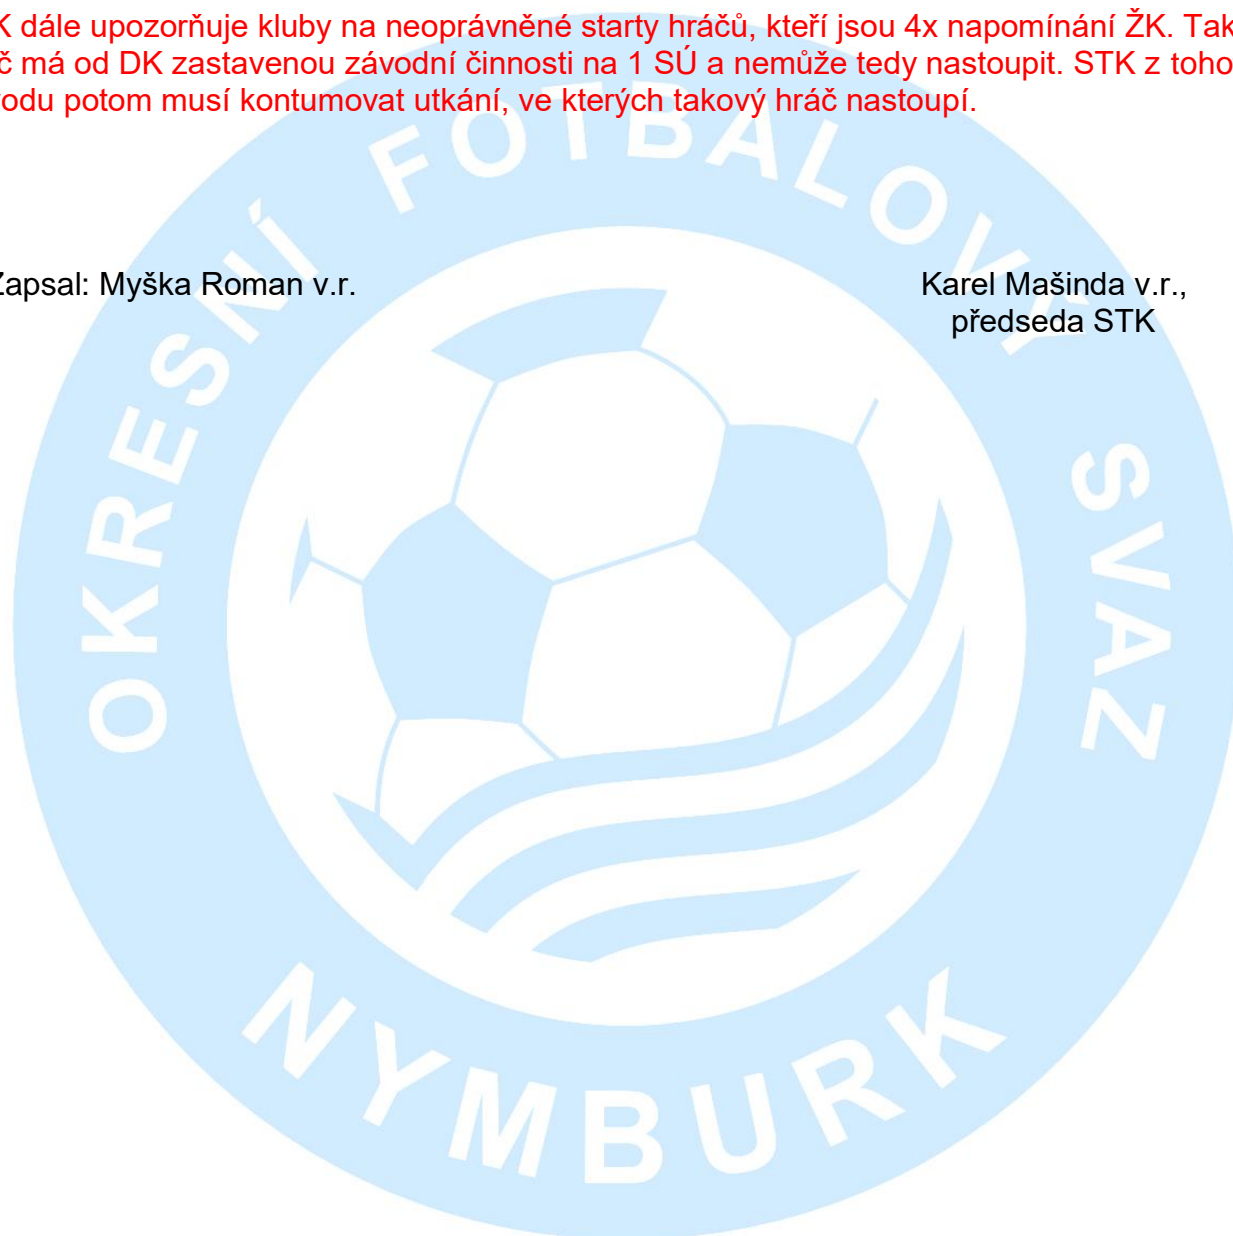 K dále upozorňuje kluby na neoprávněné starty hráčů, kteří jsou 4x napomínání ŽK. Tak
č má od DK zastavenou závodní činnosti na 1 SÚ a nemůže tedy nastoupit. STK z toho
vodu potom musí kontumovat utkání, ve kterých takový hráč nastoupí.
Zapsal: Myška Roman v.r.
Karel Mašinda v.r.,
předseda STK
OKRESNÍ FOTBALOVÝ SVAZ
NYMBURK